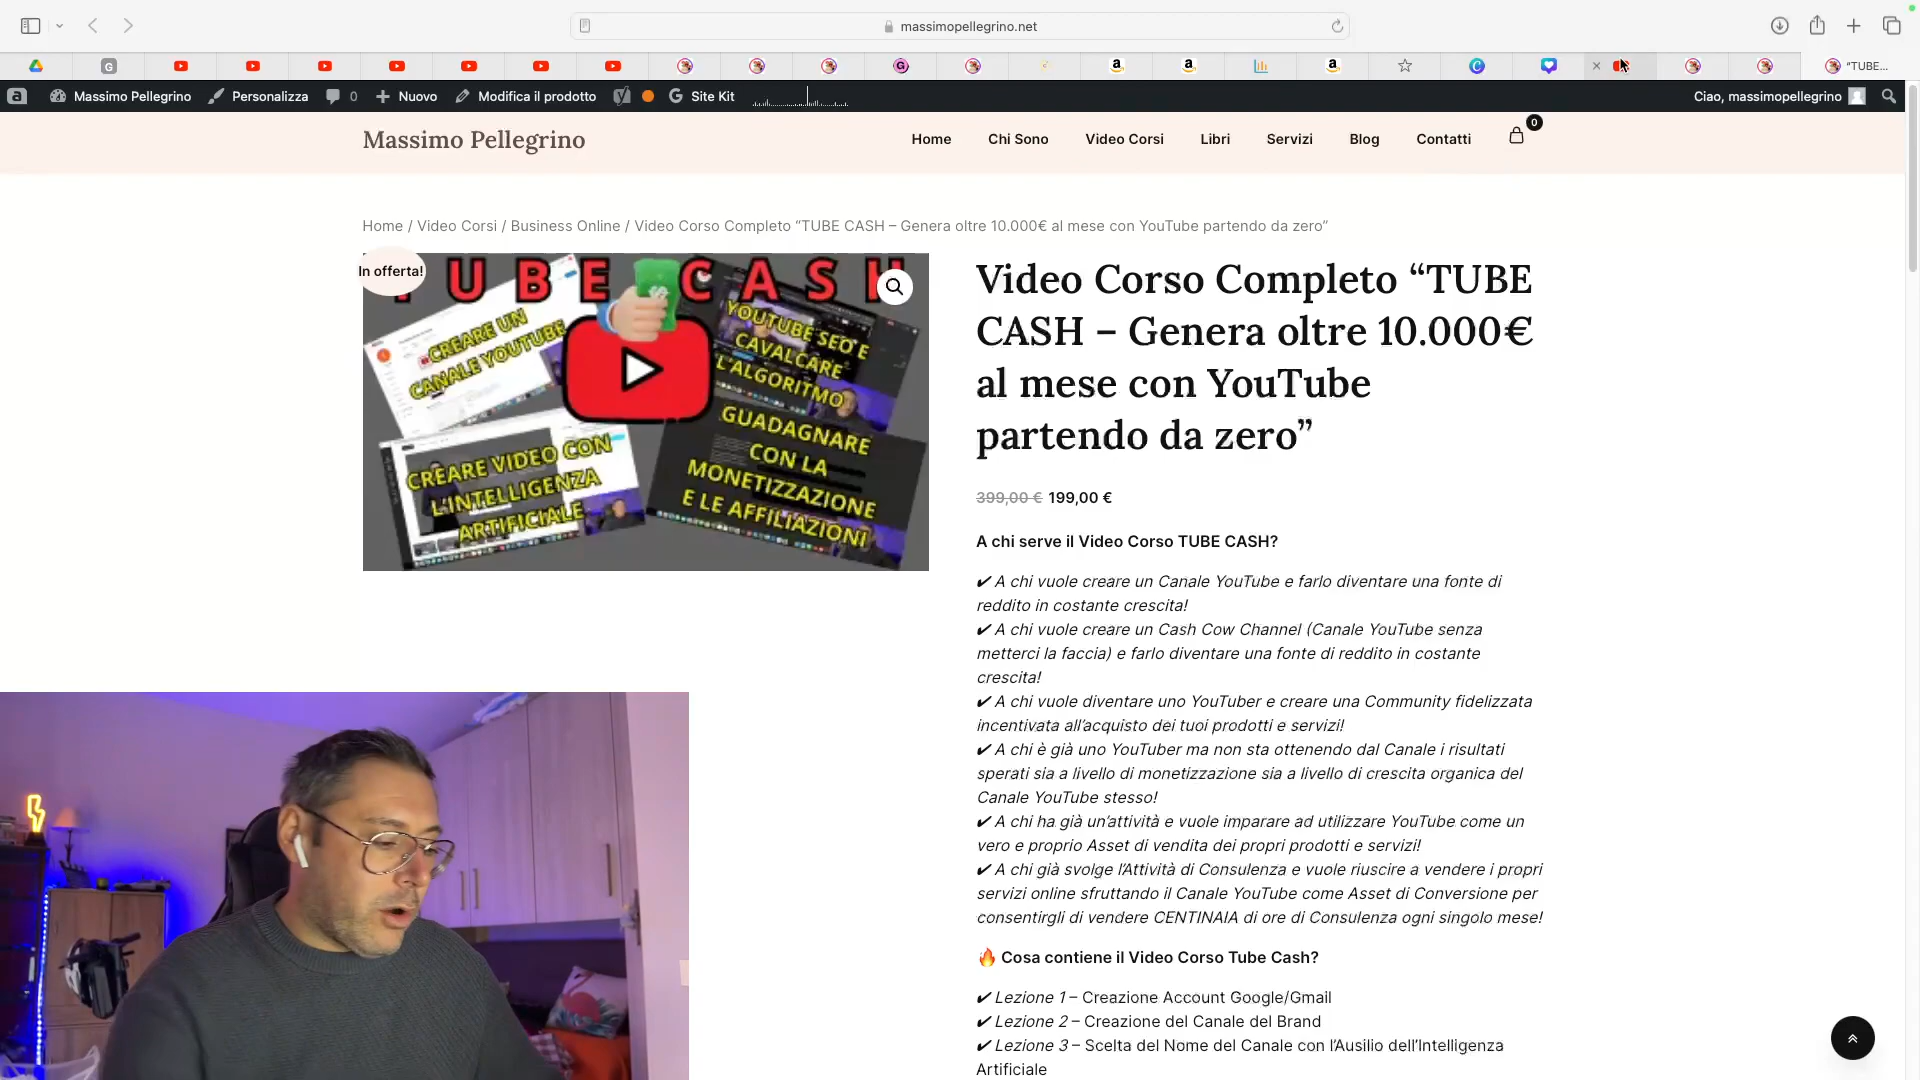 massimopellegrino.net
"TUBE...
Massimo Pellegrino
Personalizza
0
Nuovo
Modifica il prodotto
Site Kit
Ciao, massimopellegrino
Massimo Pellegrino
Home
Chi Sono
Video Corsi
Libri
Servizi
Blog
Contatti
0
Home / Video Corsi / Business Online / Video Corso Completo “TUBE CASH – Genera oltre 10.000€ al mese con YouTube partendo da zero”
In offerta!
TUBE CASH
CREARE UN
CANALE YOUTUBE
YOUTUBE SEO E
CAVALCARE
L'ALGORITMO
CREARE VIDEO CON
L'INTELLIGENZA
ARTIFICIALE
GUADAGNARE
CON LA
MONETIZZAZIONE
E LE AFFILIAZIONI
Video Corso Completo “TUBE
CASH – Genera oltre 10.000€
al mese con YouTube
partendo da zero”
399,00 € 199,00 €
A chi serve il Video Corso TUBE CASH?
✔ A chi vuole creare un Canale YouTube e farlo diventare una fonte di
reddito in costante crescita!
✔ A chi vuole creare un Cash Cow Channel (Canale YouTube senza
metterci la faccia) e farlo diventare una fonte di reddito in costante
crescita!
✔ A chi vuole diventare uno YouTuber e creare una Community fidelizzata
incentivata all’acquisto dei tuoi prodotti e servizi!
✔ A chi è già uno YouTuber ma non sta ottenendo dal Canale i risultati
sperati sia a livello di monetizzazione sia a livello di crescita organica del
Canale YouTube stesso!
✔ A chi ha già un’attività e vuole imparare ad utilizzare YouTube come un
vero e proprio Asset di vendita dei propri prodotti e servizi!
✔ A chi già svolge l’Attività di Consulenza e vuole riuscire a vendere i propri
servizi online sfruttando il Canale YouTube come Asset di Conversione per
consentirgli di vendere CENTINAIA di ore di Consulenza ogni singolo mese!
🔥 Cosa contiene il Video Corso Tube Cash?
✔ Lezione 1 – Creazione Account Google/Gmail
✔ Lezione 2 – Creazione del Canale del Brand
✔ Lezione 3 – Scelta del Nome del Canale con l’Ausilio dell’Intelligenza
Artificiale